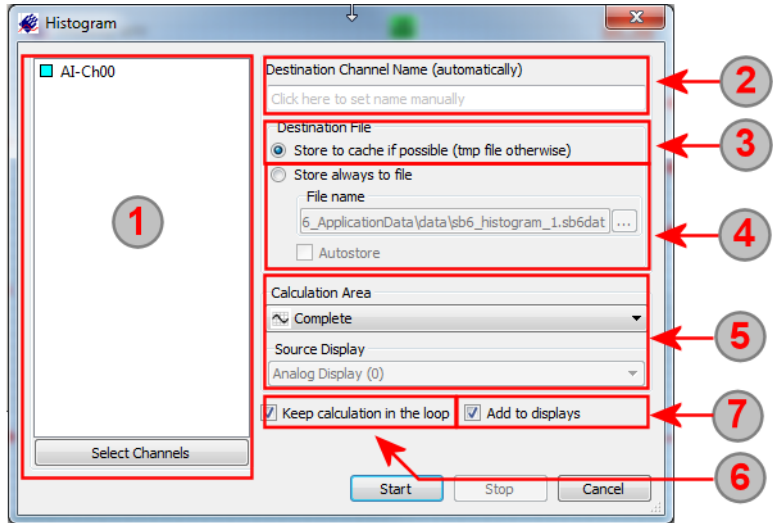 Histogram
AI-Ch00
Destination Channel Name (automatically)
Click here to set name manually
2
Destination File
Store to cache if possible (tmp file otherwise)
3
Store always to file
File name
6_ApplicationData\data\sb6_histogram_1.sb6dat ...
1
4
Autostore
Calculation Area
Complete
5
Source Display
Analog Display (0)
Keep calculation in the loop
Add to displays
7
Select Channels
6
Start
Stop
Cancel